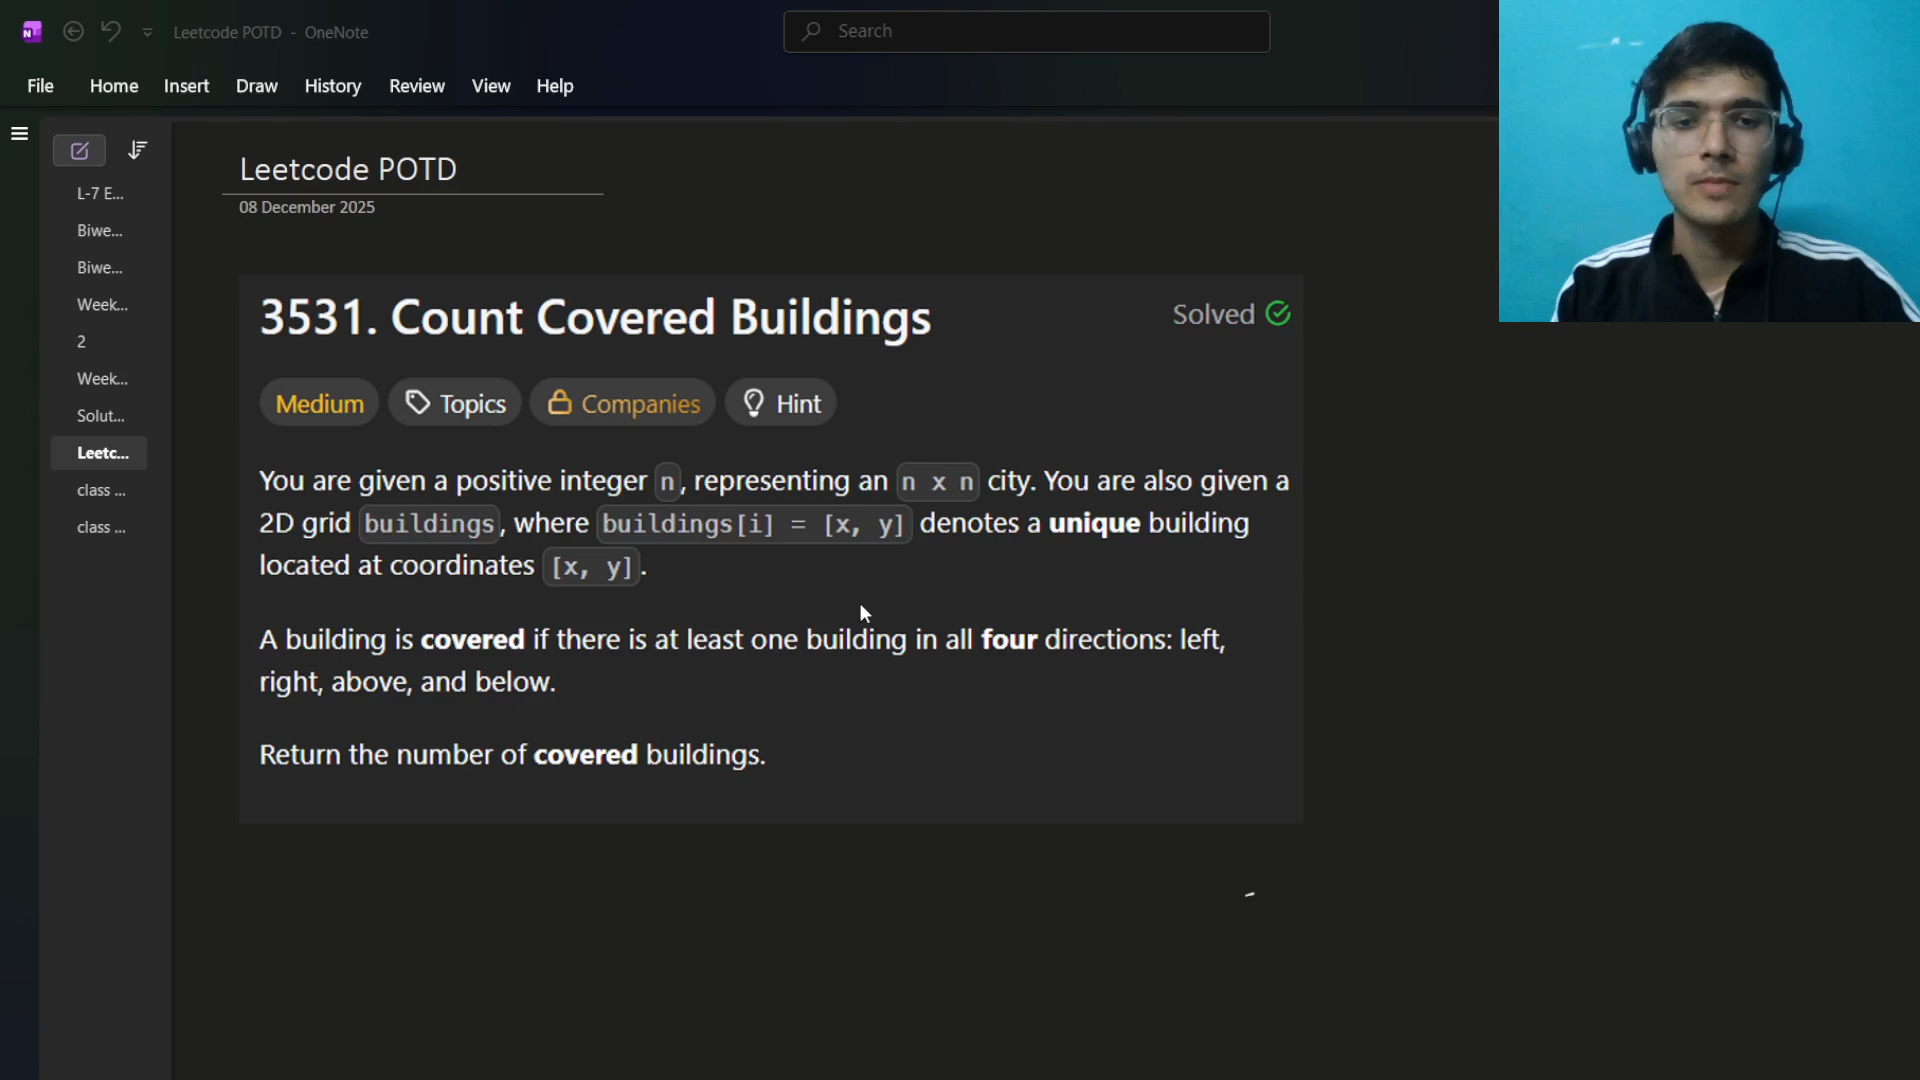 Leetcode POTD - OneNote
Search
File Home Insert Draw History Review View Help
L-7 E...
Biwe...
Biwe...
Week...
2
Week...
Solut...
Leetc...
class ...
class ...
Leetcode POTD
08 December 2025
3531. Count Covered Buildings
Solved
Medium Topics Companies Hint
You are given a positive integer n, representing an n x n city. You are also given a
2D grid buildings, where buildings[i] = [x, y] denotes a unique building
located at coordinates [x, y].
A building is covered if there is at least one building in all four directions: left,
right, above, and below.
Return the number of covered buildings.